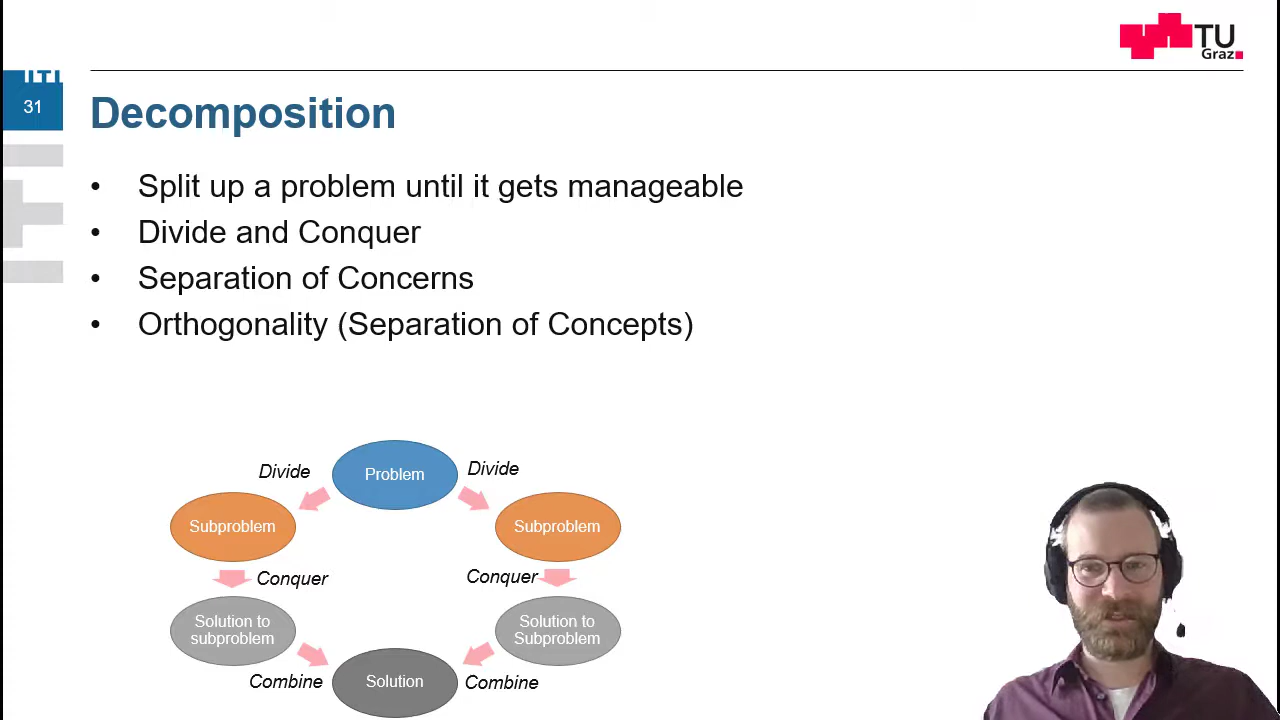 TU
Graz
31
Decomposition
• Split up a problem until it gets manageable
• Divide and Conquer
• Separation of Concerns
• Orthogonality (Separation of Concepts)
Divide
Problem
Divide
Subproblem
Subproblem
Conquer
Conquer
Solution to
subproblem
Solution to
Subproblem
Combine
Solution
Combine